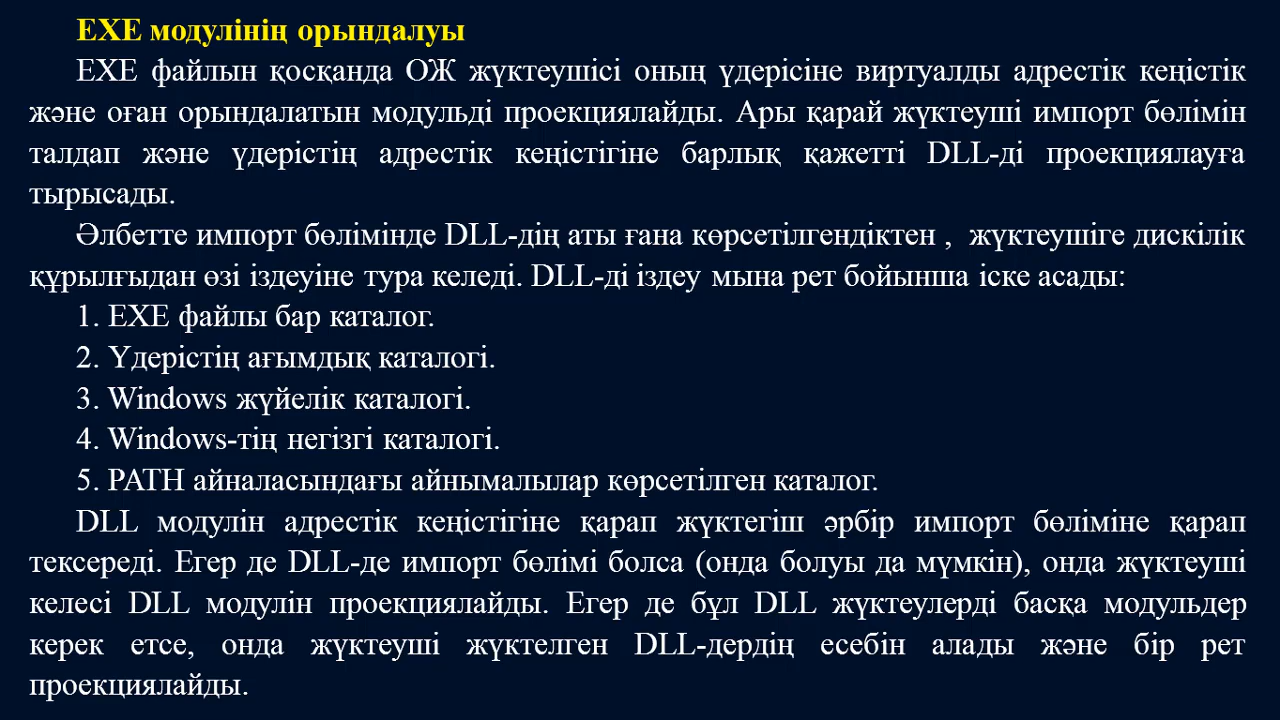 EXE модулінің орындалуы
EXE файлын қосқанда ОЖ жүктеушісі оның үдерісіне виртуалды адрестік кеңістік
және оған орындалатын модульді проекциялайды. Ары қарай жүктеуші импорт бөлімін
талдап және үдерістің адрестік кеңістігіне барлық қажетті DLL-ді проекциялауға
тырысады.
Әлбетте импорт бөлімінде DLL-дің аты ғана көрсетілгендіктен , жүктеушіге дискілік
құрылғыдан өзі іздеуіне тура келеді. DLL-ді іздеу мына рет бойынша іске асады:
1. EXE файлы бар каталог.
2. Үдерістің ағымдық каталогі.
3. Windows жүйелік каталогі.
4. Windows-тің негізгі каталогі.
5. PATH айналасындағы айнымалылар көрсетілген каталог.
DLL модулін адрестік кеңістігіне қарап жүктегіш әрбір импорт бөліміне қарап
тексереді. Егер де DLL-де импорт бөлімі болса (онда болуы да мүмкін), онда жүктеуші
келесі DLL модулін проекциялайды. Егер де бұл DLL жүктеулерді басқа модульдер
керек етсе, онда жүктеуші жүктелген DLL-дердің есебін алады және бір рет
проекциялайды.